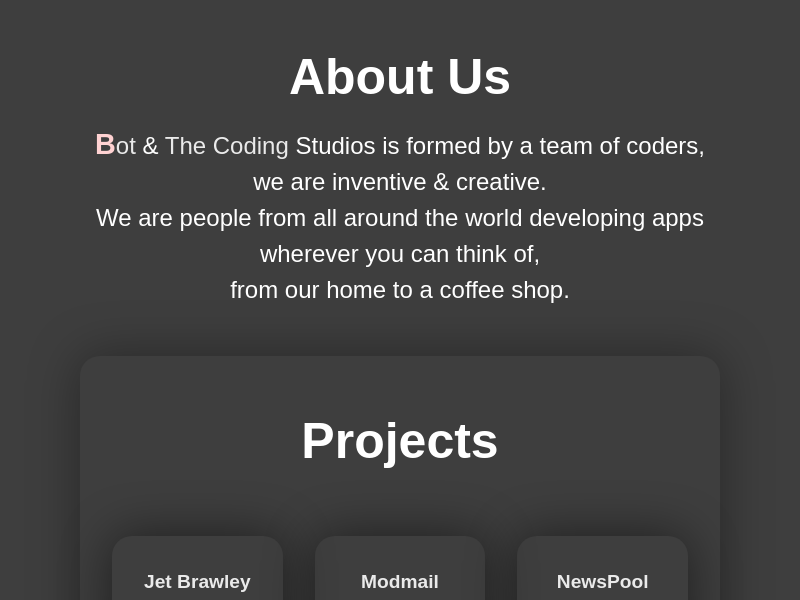 About Us
Bot & The Coding Studios is formed by a team of coders,
we are inventive & creative.
We are people from all around the world developing apps
wherever you can think of,
from our home to a coffee shop.
Projects
Jet Brawley
Modmail
NewsPool